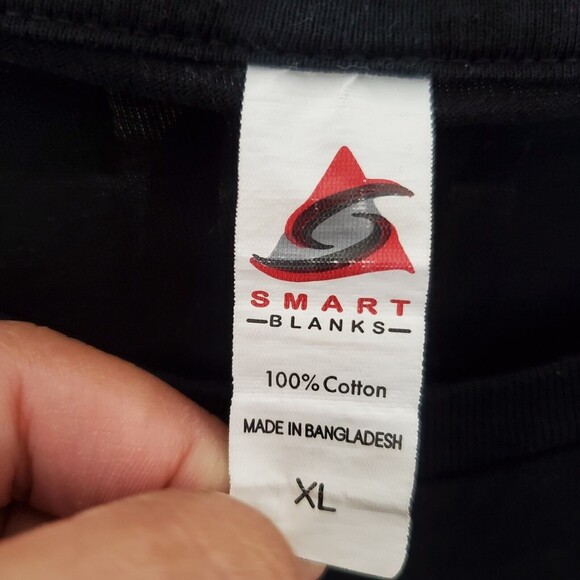 SMART
BLANKS
100% Cotton
MADE IN BANGLADESH
XL